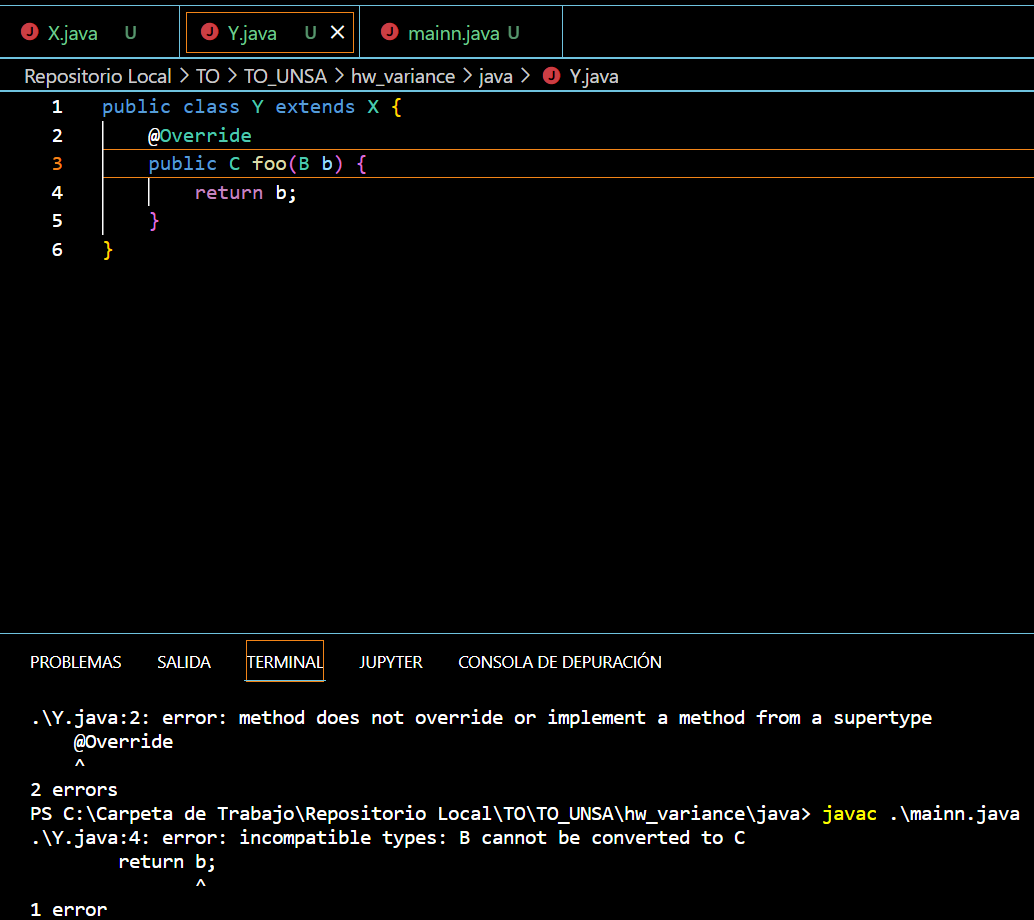 X.java U Y.java U mainn.java U
Repositorio Local > TO > TO_UNSA > hw_variance > java > Y.java
1 public class Y extends X {
2     @Override
3     public C foo(B b) {
4         return b;
5     }
6 }
PROBLEMAS SALIDA TERMINAL JUPYTER CONSOLA DE DEPURACIÓN
.\Y.java:2: error: method does not override or implement a method from a supertype
    @Override
    ^
2 errors
PS C:\Carpeta de Trabajo\Repositorio Local\TO\TO_UNSA\hw_variance\java> javac .\mainn.java
.\Y.java:4: error: incompatible types: B cannot be converted to C
        return b;
               ^
1 error